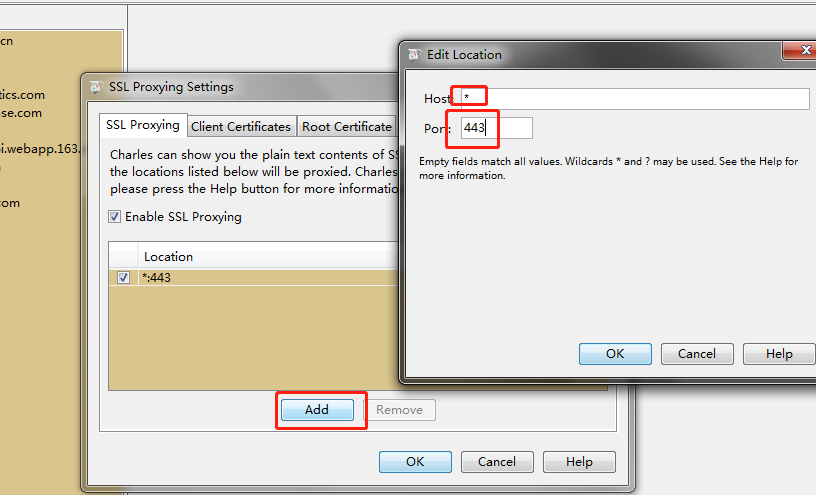 cn
tics.com
se.com
i.webapp.163.
om
SSL Proxying Settings
SSL Proxying
Client Certificates
Root Certificate
Charles can show you the plain text contents of SS
the locations listed below will be proxied. Charles
please press the Help button for more informatio
Enable SSL Proxying
Location
*:443
Add
Remove
OK
Cancel
Help
Edit Location
Host
*
Port:
443
Empty fields match all values. Wildcards * and ? may be used. See the Help for
more information.
OK
Cancel
Help